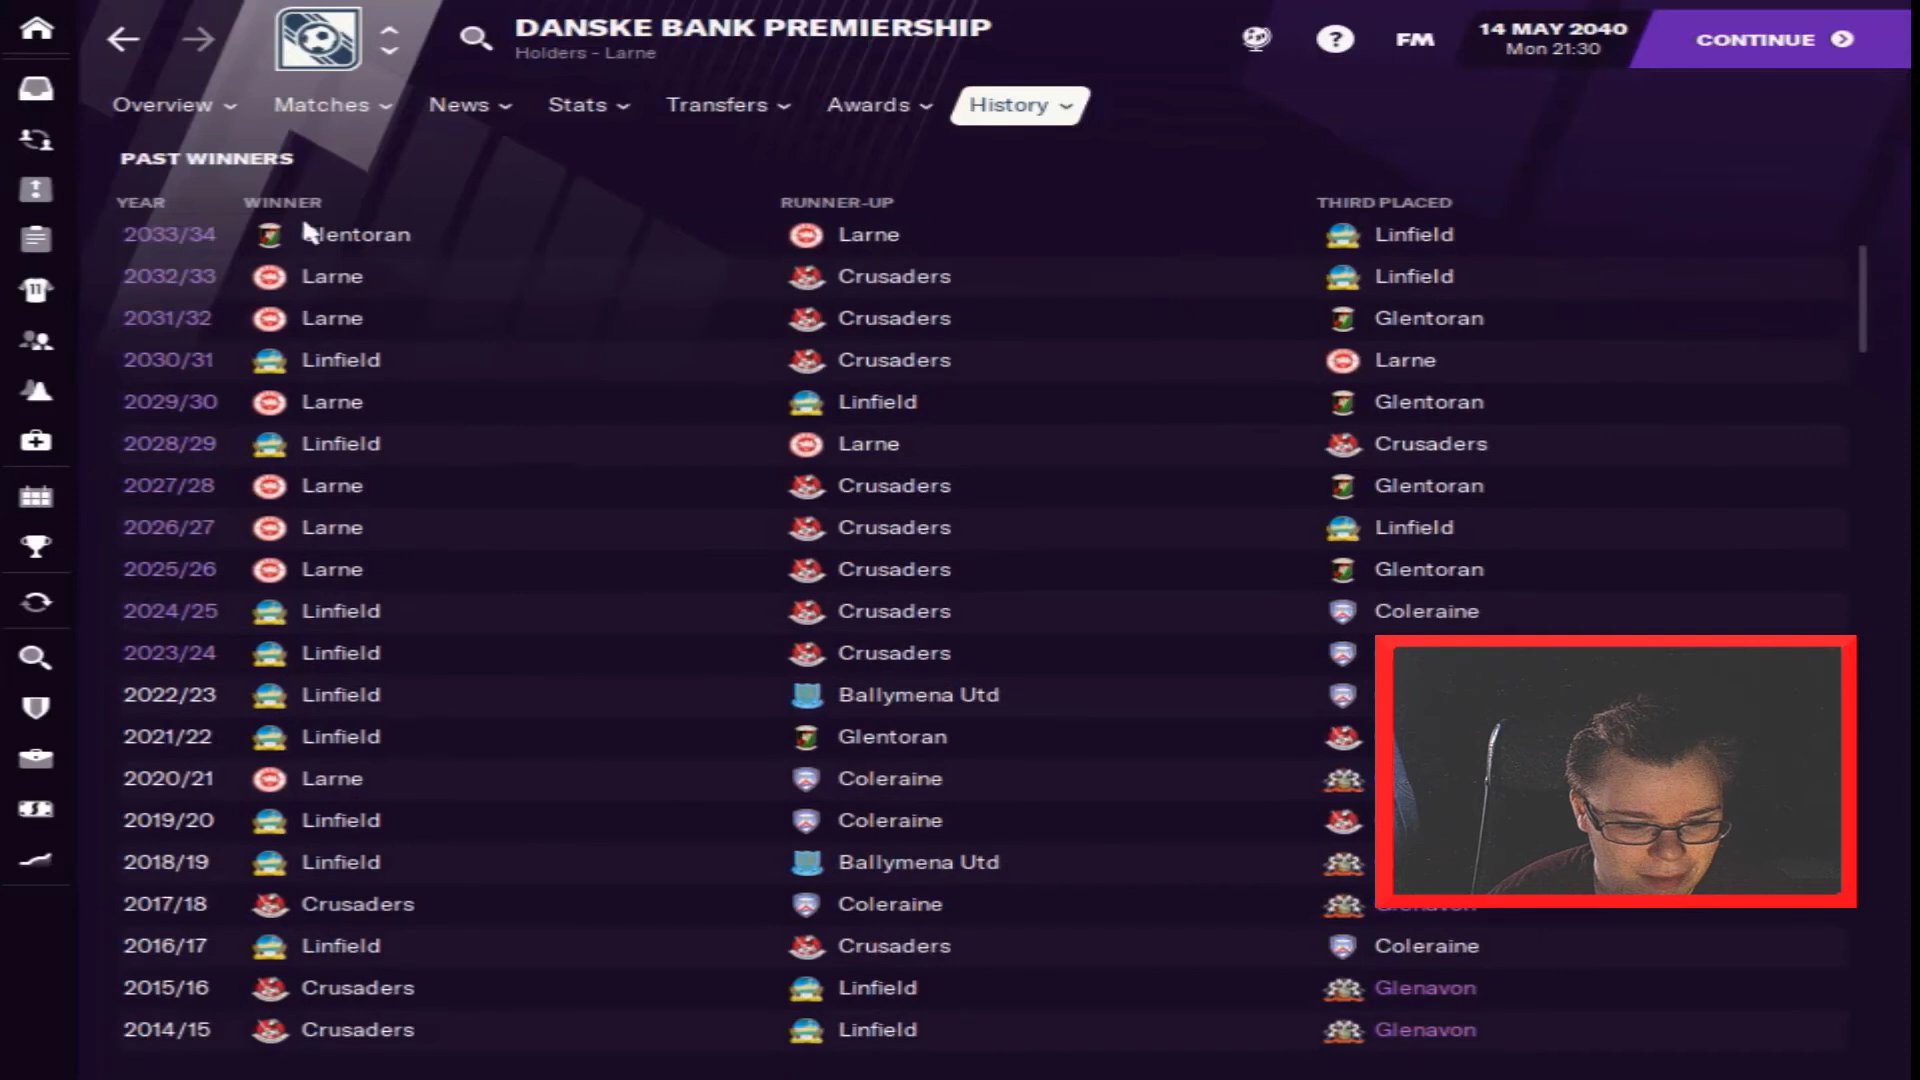 DANSKE BANK PREMIERSHIP
Holders - Larne
FM
14 MAY 2040
Mon 21:30
CONTINUE
Overview Matches News Stats Transfers Awards History
PAST WINNERS
YEAR WINNER RUNNER-UP THIRD PLACED
2033/34 Glentoran Larne Linfield
2032/33 Larne Crusaders Linfield
2031/32 Larne Crusaders Glentoran
2030/31 Linfield Crusaders Larne
2029/30 Larne Linfield Glentoran
2028/29 Linfield Larne Crusaders
2027/28 Larne Crusaders Glentoran
2026/27 Larne Crusaders Linfield
2025/26 Larne Crusaders Glentoran
2024/25 Linfield Crusaders Coleraine
2023/24 Linfield Crusaders
2022/23 Linfield Ballymena Utd
2021/22 Linfield Glentoran
2020/21 Larne Coleraine
2019/20 Linfield Coleraine
2018/19 Linfield Ballymena Utd
2017/18 Crusaders Coleraine Glenavon
2016/17 Linfield Crusaders Coleraine
2015/16 Crusaders Linfield Glenavon
2014/15 Crusaders Linfield Glenavon